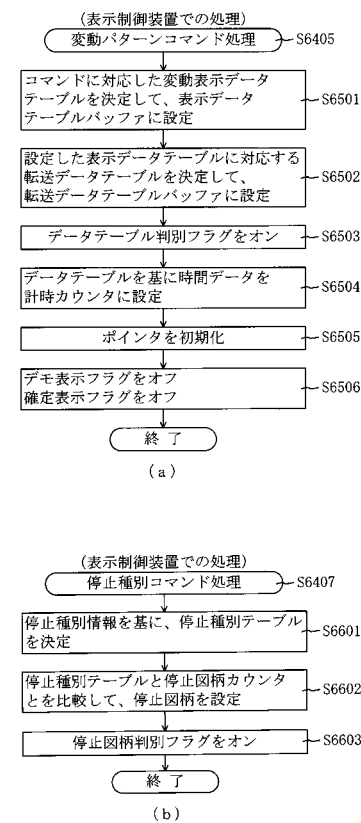 (表示制御装置での処理)
変動パターンコマンド処理
S6405
コマンドに対応した変動表示データ
テーブルを決定して、表示データ
テーブルバッファに設定
S6501
設定した表示データテーブルに対応する
転送データテーブルを決定して、
転送データテーブルバッファに設定
S6502
データテーブル判別フラグをオン
S6503
データテーブルを基に時間データを
計時カウンタに設定
S6504
ポインタを初期化
S6505
デモ表示フラグをオフ
確定表示フラグをオフ
S6506
終了
(a)
(表示制御装置での処理)
停止種別コマンド処理
S6407
停止種別情報を基に、停止種別テーブル
を決定
S6601
停止種別テーブルと停止図柄カウンタ
とを比較して、停止図柄を設定
S6602
停止図柄判別フラグをオン
S6603
終了
(b)